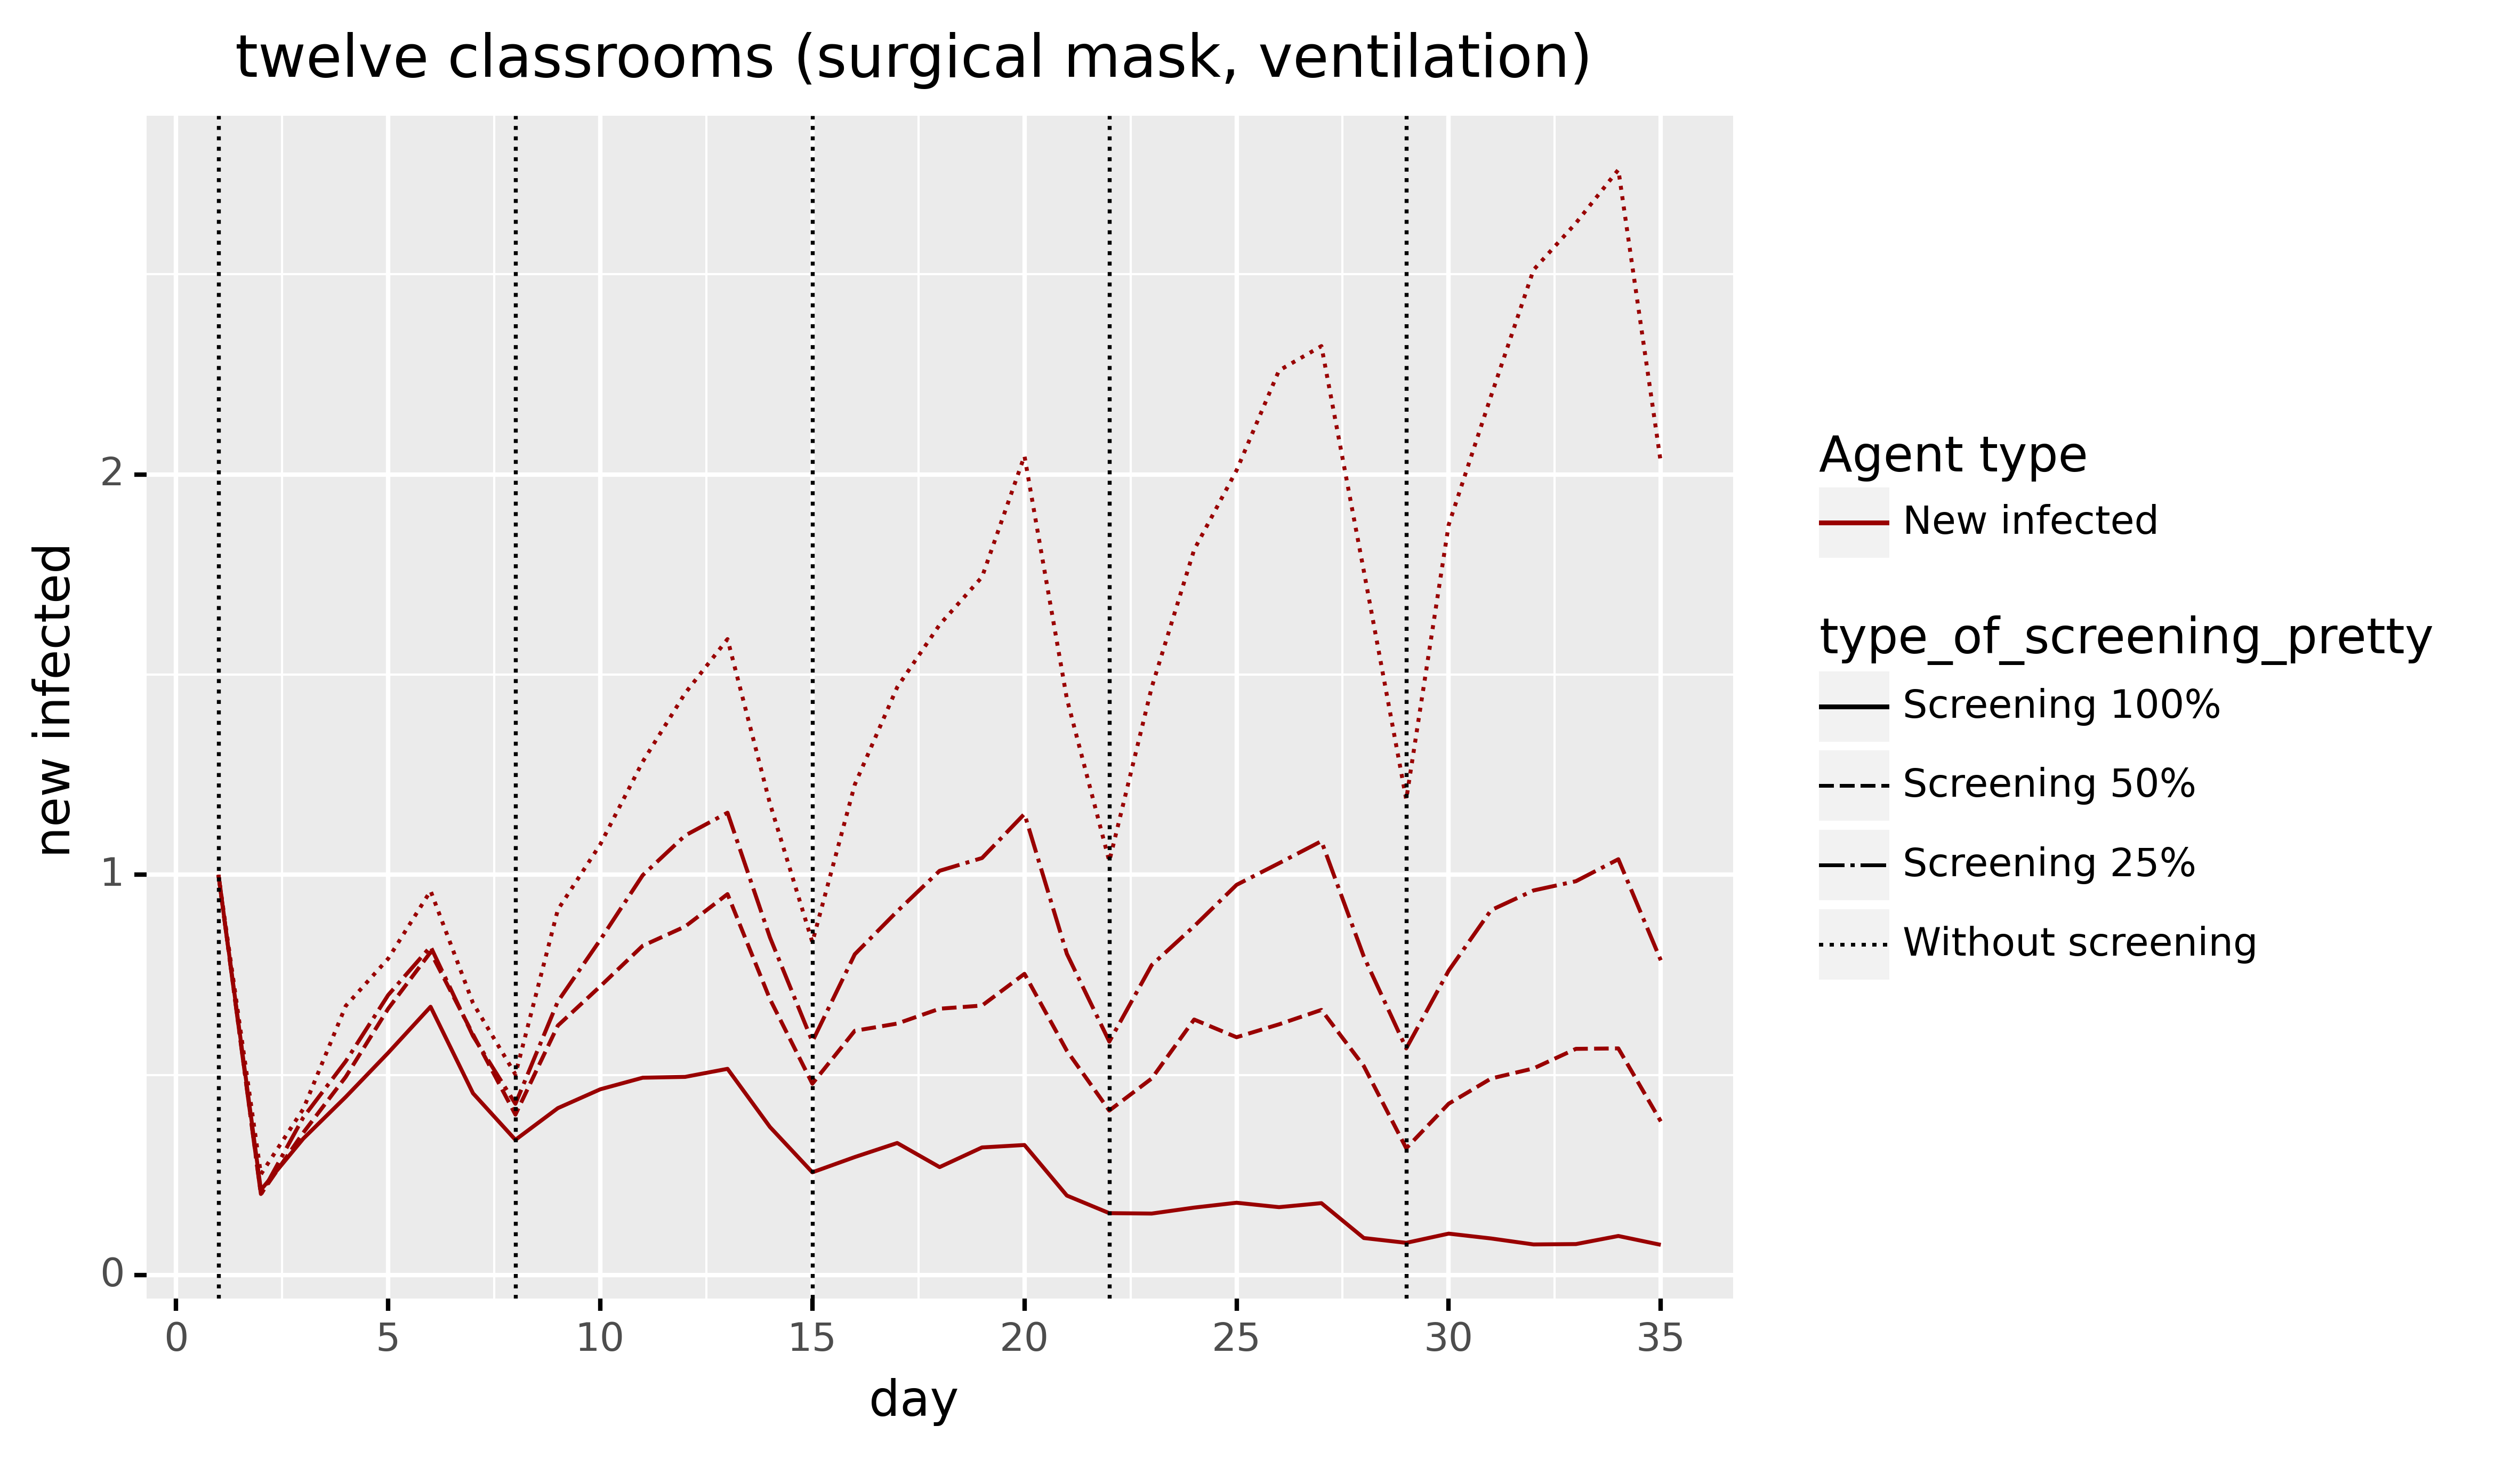 twelve classrooms (surgical mask, ventilation)
new infected
2
1
0
0 5 10 15 20 25 30 35
day
Agent type
New infected
type_of_screening_pretty
Screening 100%
Screening 50%
Screening 25%
Without screening